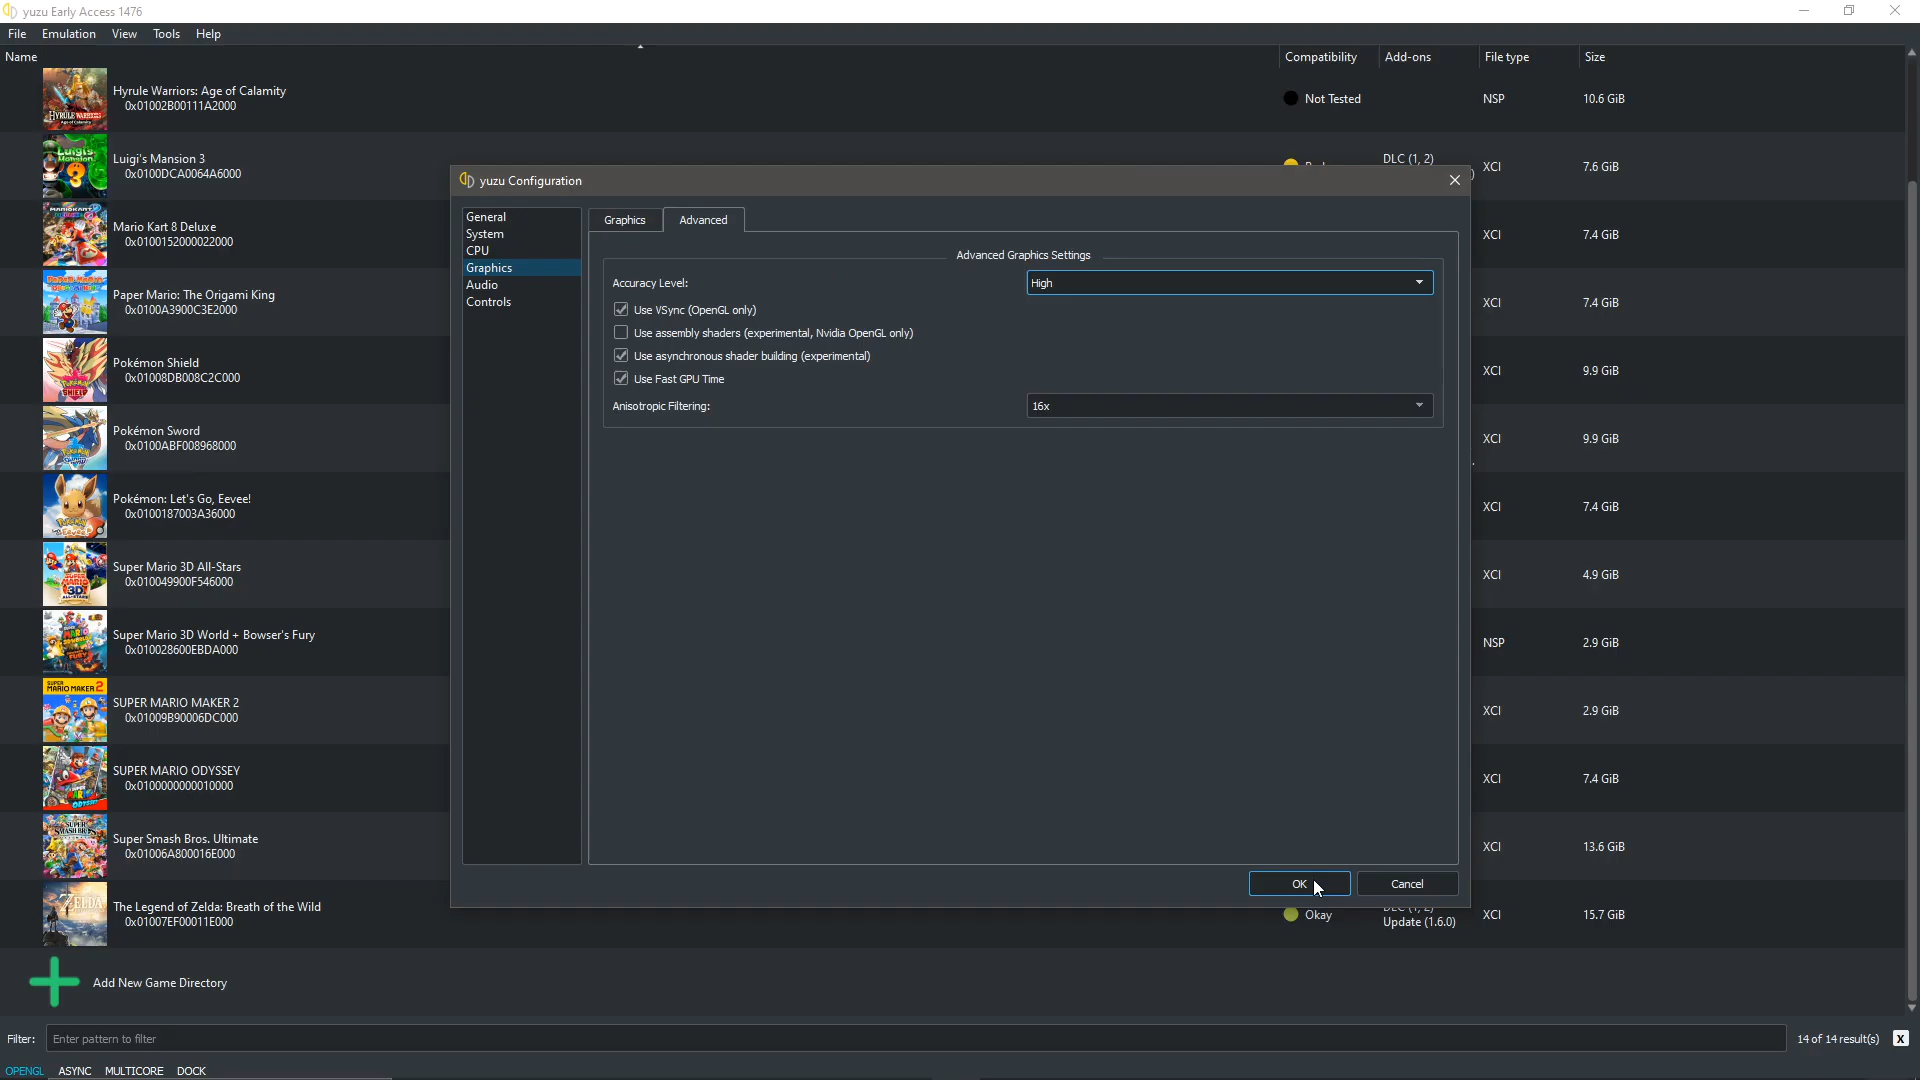 yuzu Early Access 1476
File Emulation View Tools Help
Name Compatibility Add-ons File type Size
Hyrule Warriors: Age of Calamity
0x01002B00111A2000
Not Tested NSP 10.6 GiB
Luigi's Mansion 3
0x0100DCA0064A6000
DLC (1, 2)
XCI 7.6 GiB
Mario Kart 8 Deluxe
0x0100152000022000
XCI 7.4 GiB
Paper Mario: The Origami King
0x0100A3900C3E2000
XCI 7.4 GiB
Pokémon Shield
0x01008DB008C2C000
XCI 9.9 GiB
Pokémon Sword
0x0100ABF008968000
XCI 9.9 GiB
Pokémon: Let's Go, Eevee!
0x0100187003A36000
XCI 7.4 GiB
Super Mario 3D All-Stars
0x010049900F546000
XCI 4.9 GiB
Super Mario 3D World + Bowser's Fury
0x010028600EBDA000
NSP 2.9 GiB
SUPER MARIO MAKER 2
0x01009B90006DC000
XCI 2.9 GiB
SUPER MARIO ODYSSEY
0x0100000000010000
XCI 7.4 GiB
Super Smash Bros. Ultimate
0x01006A800016E000
XCI 13.6 GiB
The Legend of Zelda: Breath of the Wild
0x01007EF00011E000
Okay
Update (1.6.0)
XCI 15.7 GiB
Add New Game Directory
yuzu Configuration
General
System
CPU
Graphics
Audio
Controls
Graphics Advanced
Advanced Graphics Settings
Accuracy Level: High
Use VSync (OpenGL only)
Use assembly shaders (experimental, Nvidia OpenGL only)
Use asynchronous shader building (experimental)
Use Fast GPU Time
Anisotropic Filtering: 16x
OK Cancel
Filter: Enter pattern to filter 14 of 14 result(s) X
OPENGL ASYNC MULTICORE DOCK